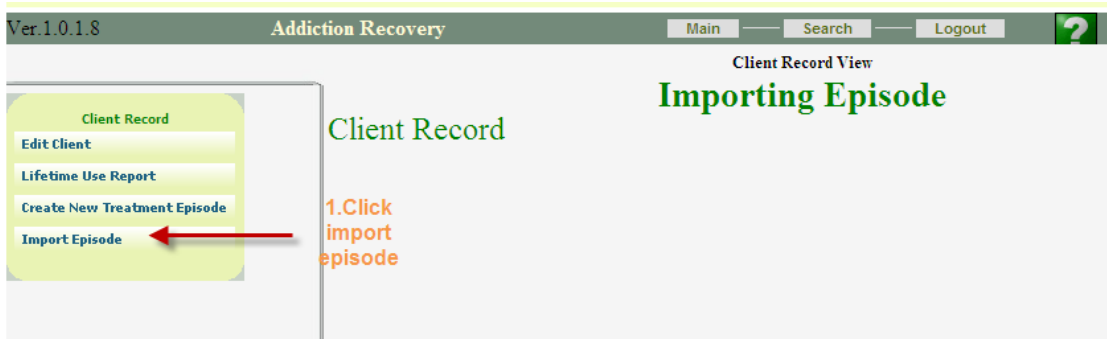 Ver.1.0.1.8 Addiction Recovery Main Search Logout ?
Client Record View
Importing Episode
Client Record
Edit Client
Lifetime Use Report
Create New Treatment Episode
Import Episode
Client Record
1.Click
import
episode